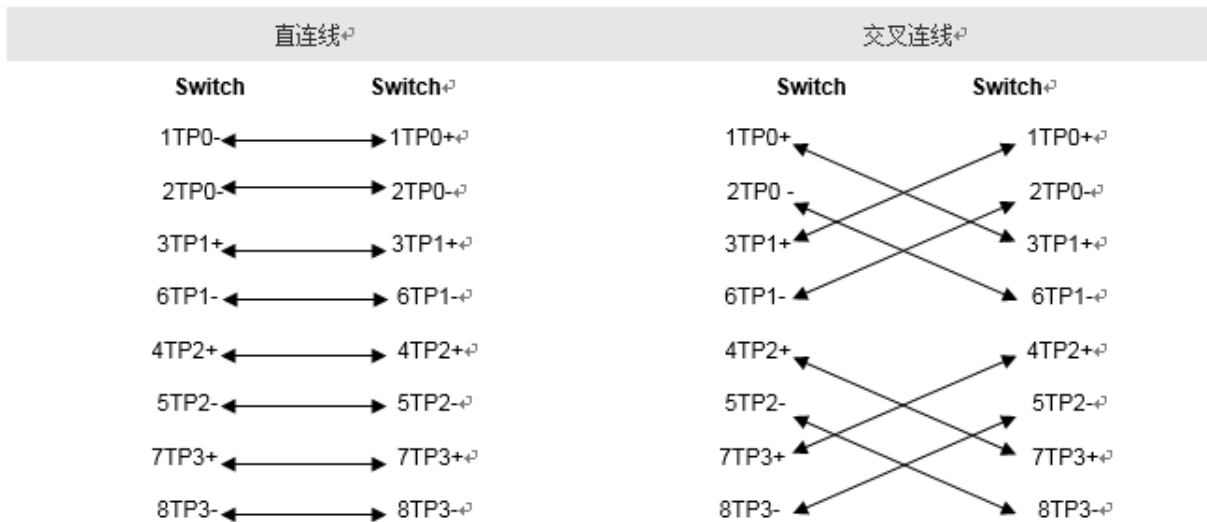 直连线↵ 交叉连线↵
Switch Switch↵ Switch Switch↵
1TP0- 1TP0+↵ 1TP0+ 1TP0+↵
2TP0- 2TP0-↵ 2TP0 - 2TP0-↵
3TP1+ 3TP1+↵ 3TP1+ 3TP1+↵
6TP1- 6TP1-↵ 6TP1- 6TP1-↵
4TP2+ 4TP2+↵ 4TP2+ 4TP2+↵
5TP2- 5TP2-↵ 5TP2- 5TP2-↵
7TP3+ 7TP3+↵ 7TP3+ 7TP3+↵
8TP3- 8TP3-↵ 8TP3- 8TP3-↵